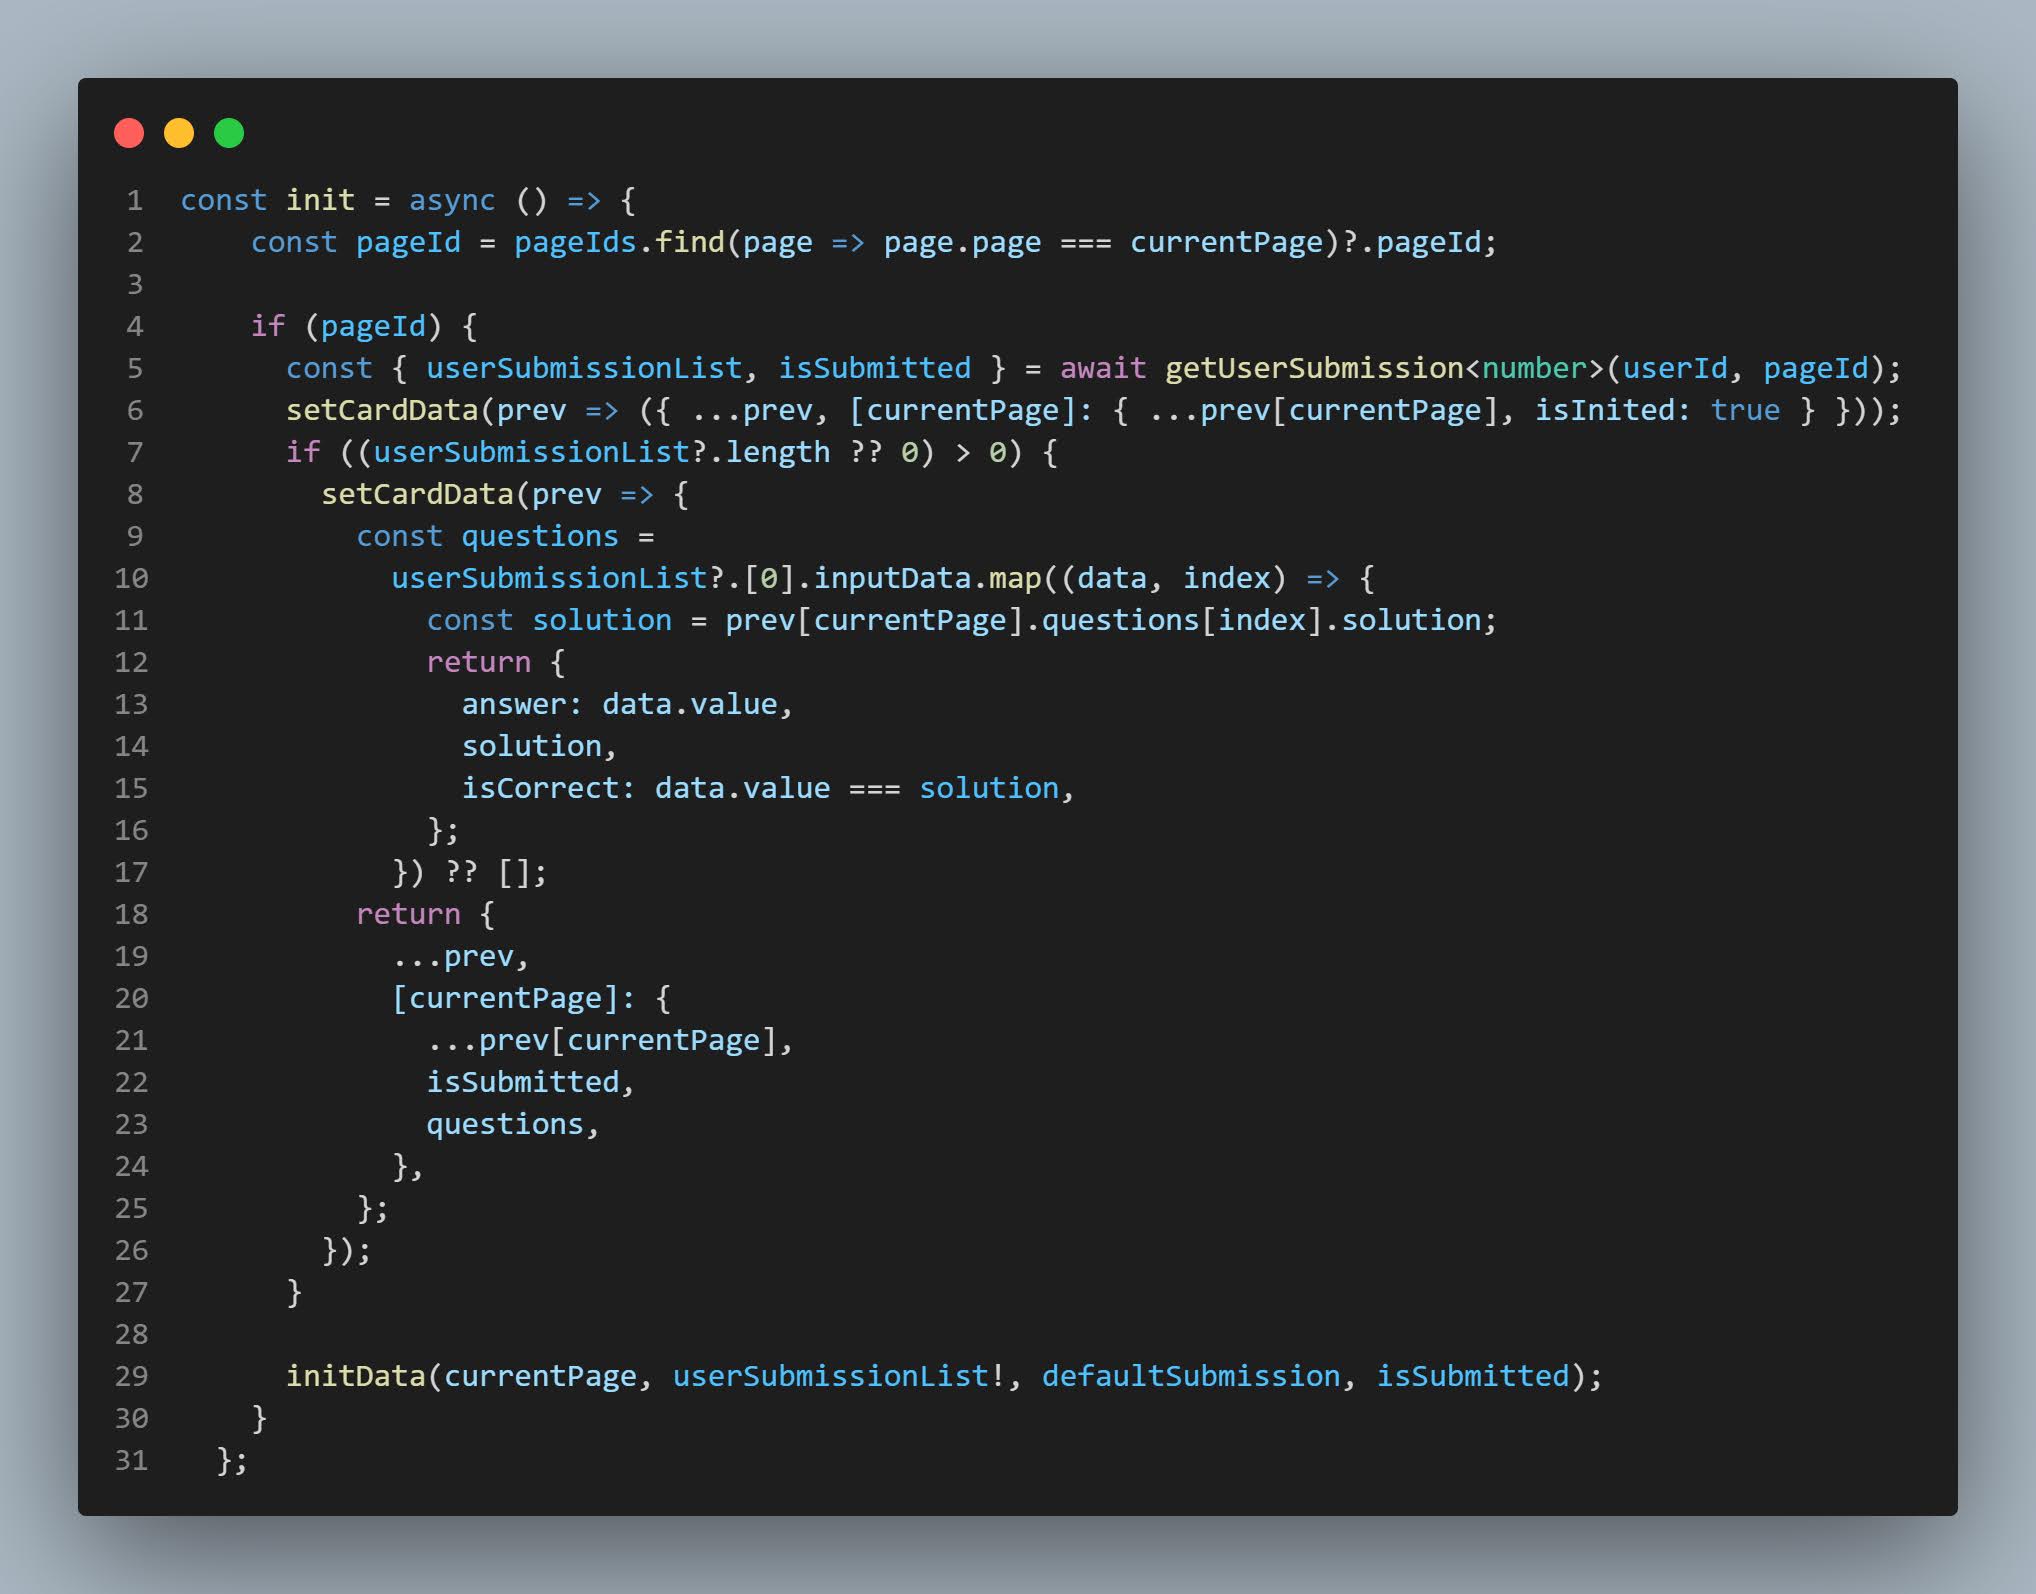 1 const init = async () => {
2     const pageId = pageIds.find(page => page.page === currentPage)?.pageId;
3
4     if (pageId) {
5       const { userSubmissionList, isSubmitted } = await getUserSubmission<number>(userId, pageId);
6       setCardData(prev => ({ ...prev, [currentPage]: { ...prev[currentPage], isInited: true } }));
7       if ((userSubmissionList?.length ?? 0) > 0) {
8         setCardData(prev => {
9           const questions =
10             userSubmissionList?.[0].inputData.map((data, index) => {
11               const solution = prev[currentPage].questions[index].solution;
12               return {
13                 answer: data.value,
14                 solution,
15                 isCorrect: data.value === solution,
16               };
17             }) ?? [];
18           return {
19             ...prev,
20             [currentPage]: {
21               ...prev[currentPage],
22               isSubmitted,
23               questions,
24             },
25           };
26         });
27       }
28
29       initData(currentPage, userSubmissionList!, defaultSubmission, isSubmitted);
30     }
31   };